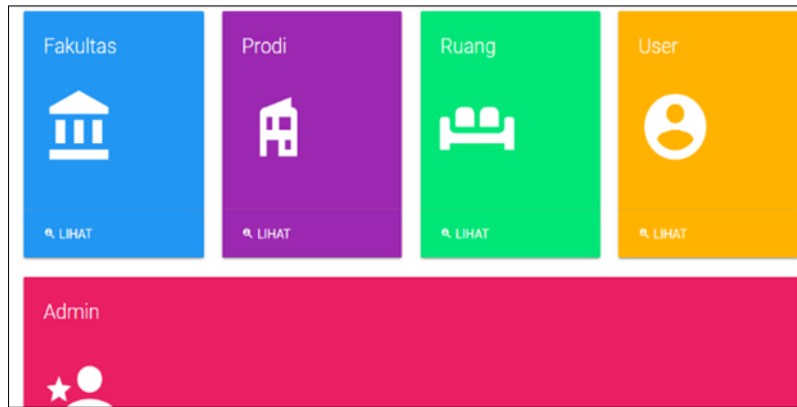 Fakultas
Prodi
Ruang
User
LIHAT
LIHAT
LIHAT
LIHAT
Admin